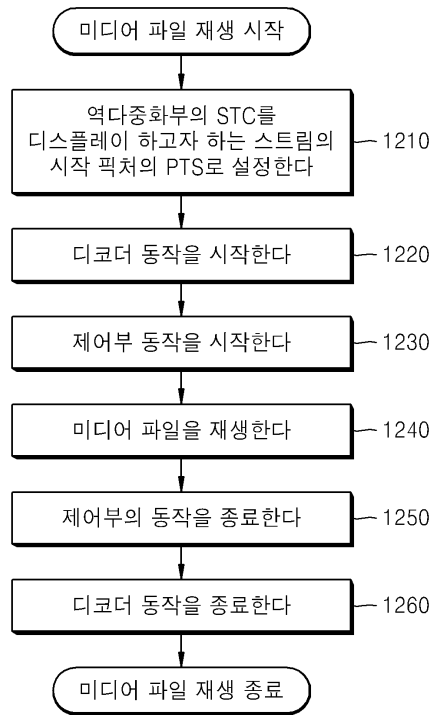 미디어 파일 재생 시작
역다중화부의 STC를
디스플레이 하고자 하는 스트림의
시작 픽처의 PTS로 설정한다
1210
디코더 동작을 시작한다
1220
제어부 동작을 시작한다
1230
미디어 파일을 재생한다
1240
제어부의 동작을 종료한다
1250
디코더 동작을 종료한다
1260
미디어 파일 재생 종료